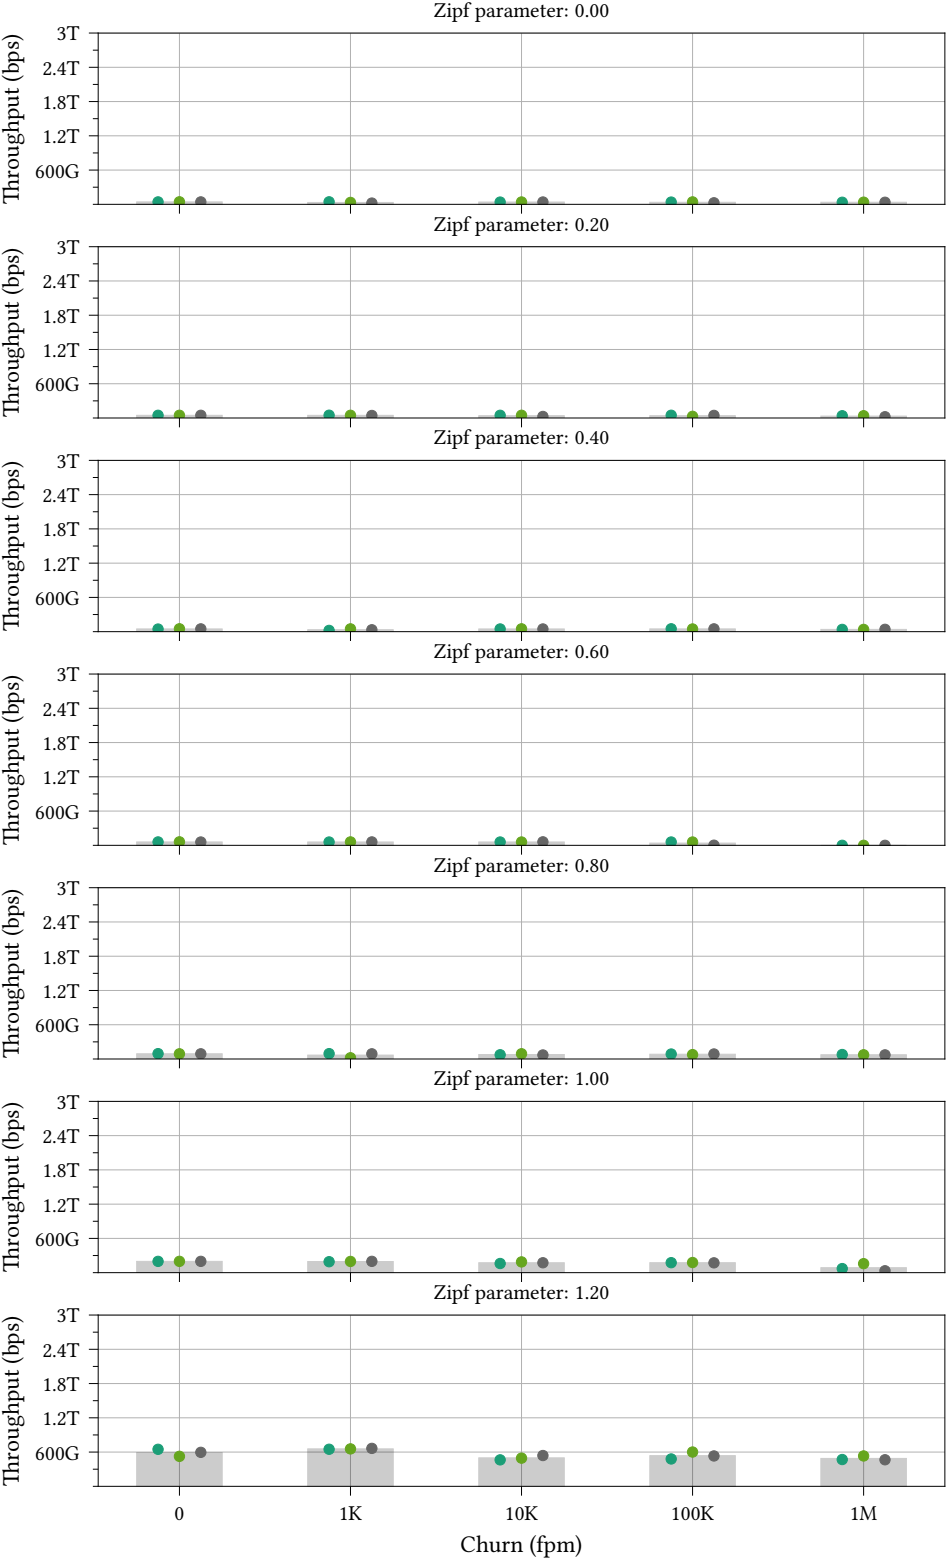 Zipf parameter: 0.00
3T
2.4T
1.8T
1.2T
600G
Throughput (bps)
Zipf parameter: 0.20
3T
2.4T
1.8T
1.2T
600G
Throughput (bps)
Zipf parameter: 0.40
3T
2.4T
1.8T
1.2T
600G
Throughput (bps)
Zipf parameter: 0.60
3T
2.4T
1.8T
1.2T
600G
Throughput (bps)
Zipf parameter: 0.80
3T
2.4T
1.8T
1.2T
600G
Throughput (bps)
Zipf parameter: 1.00
3T
2.4T
1.8T
1.2T
600G
Throughput (bps)
Zipf parameter: 1.20
3T
2.4T
1.8T
1.2T
600G
Throughput (bps)
0 1K 10K 100K 1M
Churn (fpm)